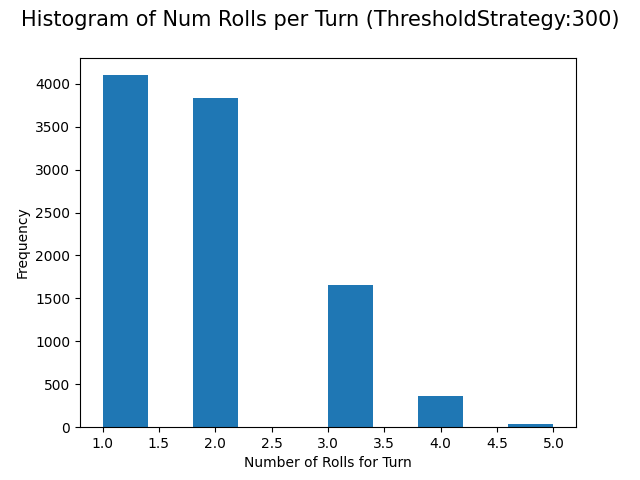 Histogram of Num Rolls per Turn (ThresholdStrategy:300)
4000
3500
3000
2500
2000
1500
1000
500
0
Frequency
1.0 1.5 2.0 2.5 3.0 3.5 4.0 4.5 5.0
Number of Rolls for Turn